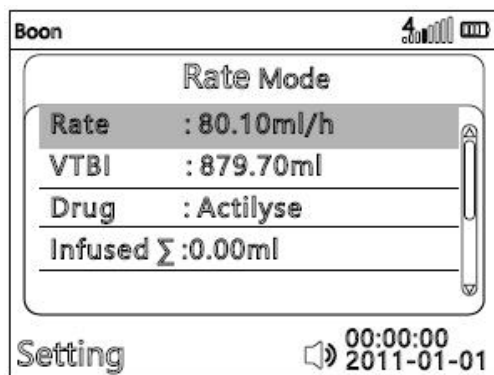 Boon 4
Rate Mode
Rate : 80.10ml/h
VTBI : 879.70ml
Drug : Actilyse
Infused ∑ :0.00ml
Setting 00:00:00
2011-01-01